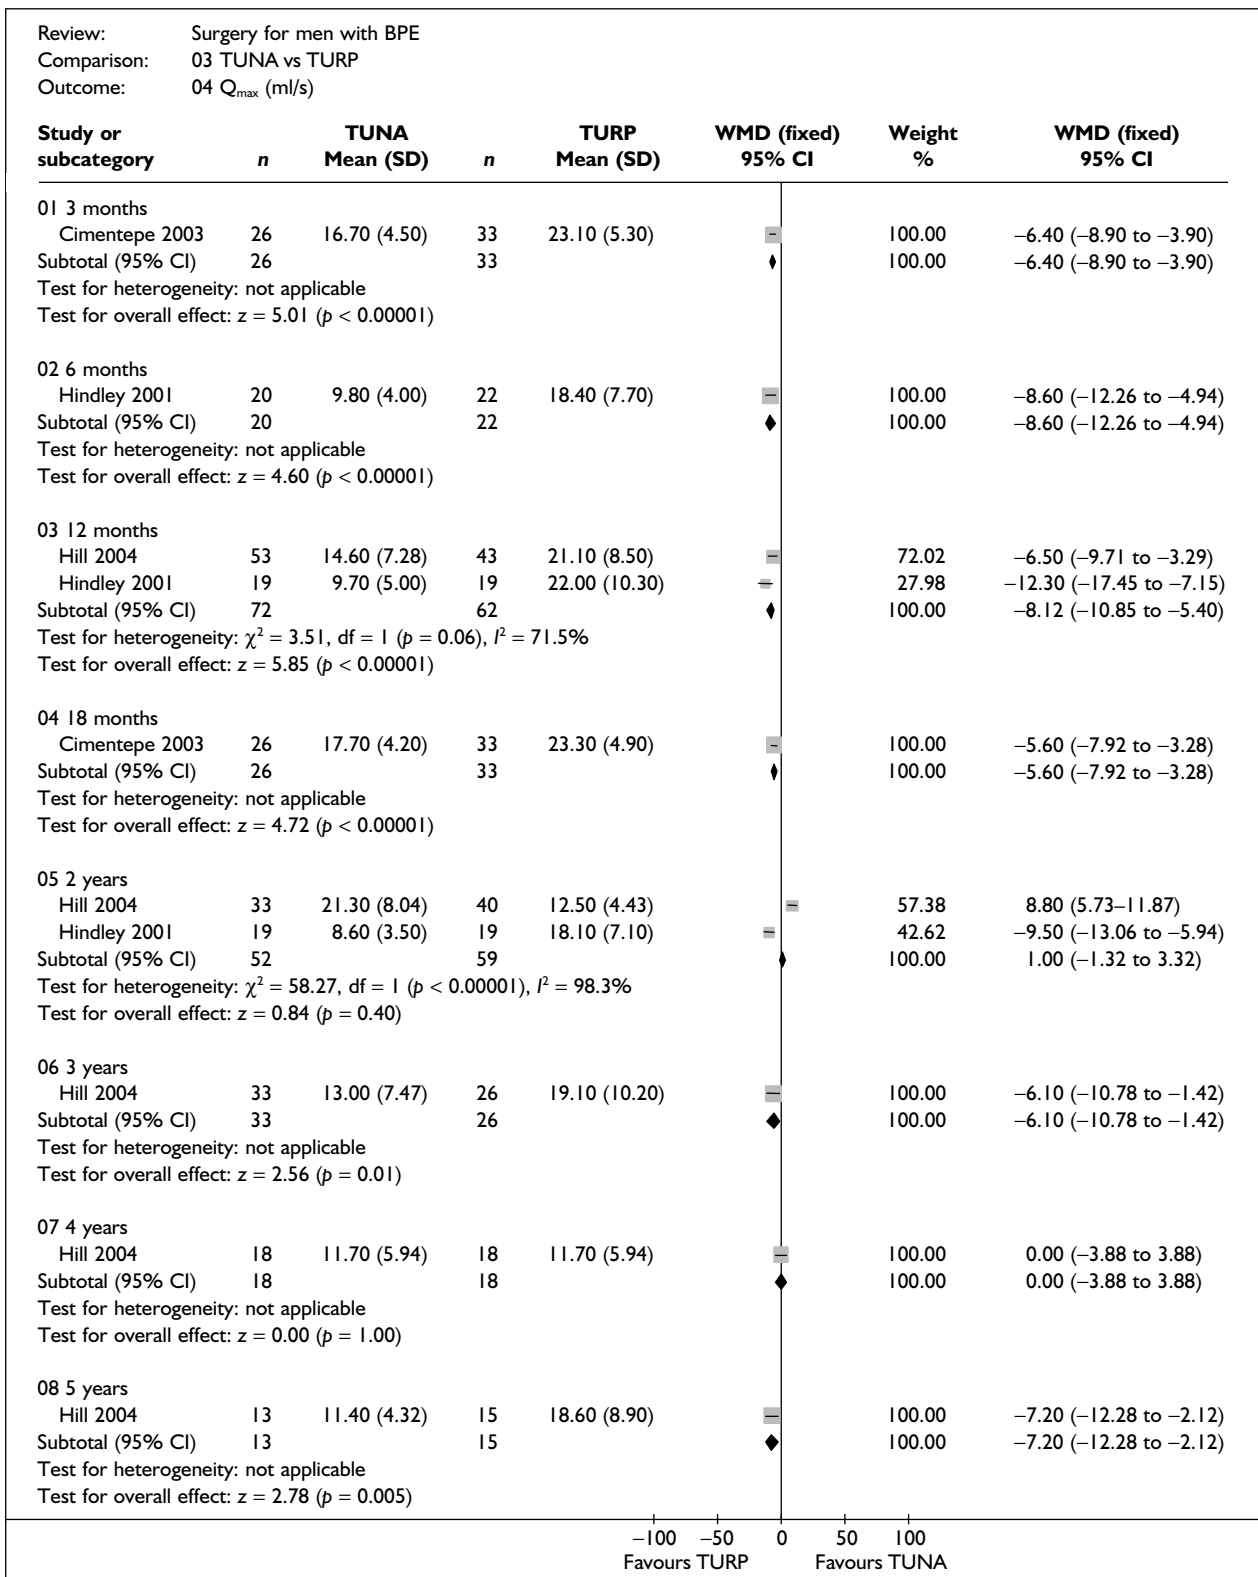 Review: Surgery for men with BPE
Comparison: 03 TUNA vs TURP
Outcome: 04 Qmax (ml/s)
Study or TUNA TURP WMD (fixed) Weight WMD (fixed)
subcategory n Mean (SD) n Mean (SD) 95% CI % 95% CI
01 3 months
Cimentepe 2003 26 16.70 (4.50) 33 23.10 (5.30) 100.00 −6.40 (−8.90 to −3.90)
Subtotal (95% CI) 26 33 100.00 −6.40 (−8.90 to −3.90)
Test for heterogeneity: not applicable
Test for overall effect: z = 5.01 (p < 0.00001)
02 6 months
Hindley 2001 20 9.80 (4.00) 22 18.40 (7.70) 100.00 −8.60 (−12.26 to −4.94)
Subtotal (95% CI) 20 22 100.00 −8.60 (−12.26 to −4.94)
Test for heterogeneity: not applicable
Test for overall effect: z = 4.60 (p < 0.00001)
03 12 months
Hill 2004 53 14.60 (7.28) 43 21.10 (8.50) 72.02 −6.50 (−9.71 to −3.29)
Hindley 2001 19 9.70 (5.00) 19 22.00 (10.30) 27.98 −12.30 (−17.45 to −7.15)
Subtotal (95% CI) 72 62 100.00 −8.12 (−10.85 to −5.40)
Test for heterogeneity: χ² = 3.51, df = 1 (p = 0.06), I² = 71.5%
Test for overall effect: z = 5.85 (p < 0.00001)
04 18 months
Cimentepe 2003 26 17.70 (4.20) 33 23.30 (4.90) 100.00 −5.60 (−7.92 to −3.28)
Subtotal (95% CI) 26 33 100.00 −5.60 (−7.92 to −3.28)
Test for heterogeneity: not applicable
Test for overall effect: z = 4.72 (p < 0.00001)
05 2 years
Hill 2004 33 21.30 (8.04) 40 12.50 (4.43) 57.38 8.80 (5.73–11.87)
Hindley 2001 19 8.60 (3.50) 19 18.10 (7.10) 42.62 −9.50 (−13.06 to −5.94)
Subtotal (95% CI) 52 59 100.00 1.00 (−1.32 to 3.32)
Test for heterogeneity: χ² = 58.27, df = 1 (p < 0.00001), I² = 98.3%
Test for overall effect: z = 0.84 (p = 0.40)
06 3 years
Hill 2004 33 13.00 (7.47) 26 19.10 (10.20) 100.00 −6.10 (−10.78 to −1.42)
Subtotal (95% CI) 33 26 100.00 −6.10 (−10.78 to −1.42)
Test for heterogeneity: not applicable
Test for overall effect: z = 2.56 (p = 0.01)
07 4 years
Hill 2004 18 11.70 (5.94) 18 11.70 (5.94) 100.00 0.00 (−3.88 to 3.88)
Subtotal (95% CI) 18 18 100.00 0.00 (−3.88 to 3.88)
Test for heterogeneity: not applicable
Test for overall effect: z = 0.00 (p = 1.00)
08 5 years
Hill 2004 13 11.40 (4.32) 15 18.60 (8.90) 100.00 −7.20 (−12.28 to −2.12)
Subtotal (95% CI) 13 15 100.00 −7.20 (−12.28 to −2.12)
Test for heterogeneity: not applicable
Test for overall effect: z = 2.78 (p = 0.005)
−100 −50 0 50 100
Favours TURP Favours TUNA